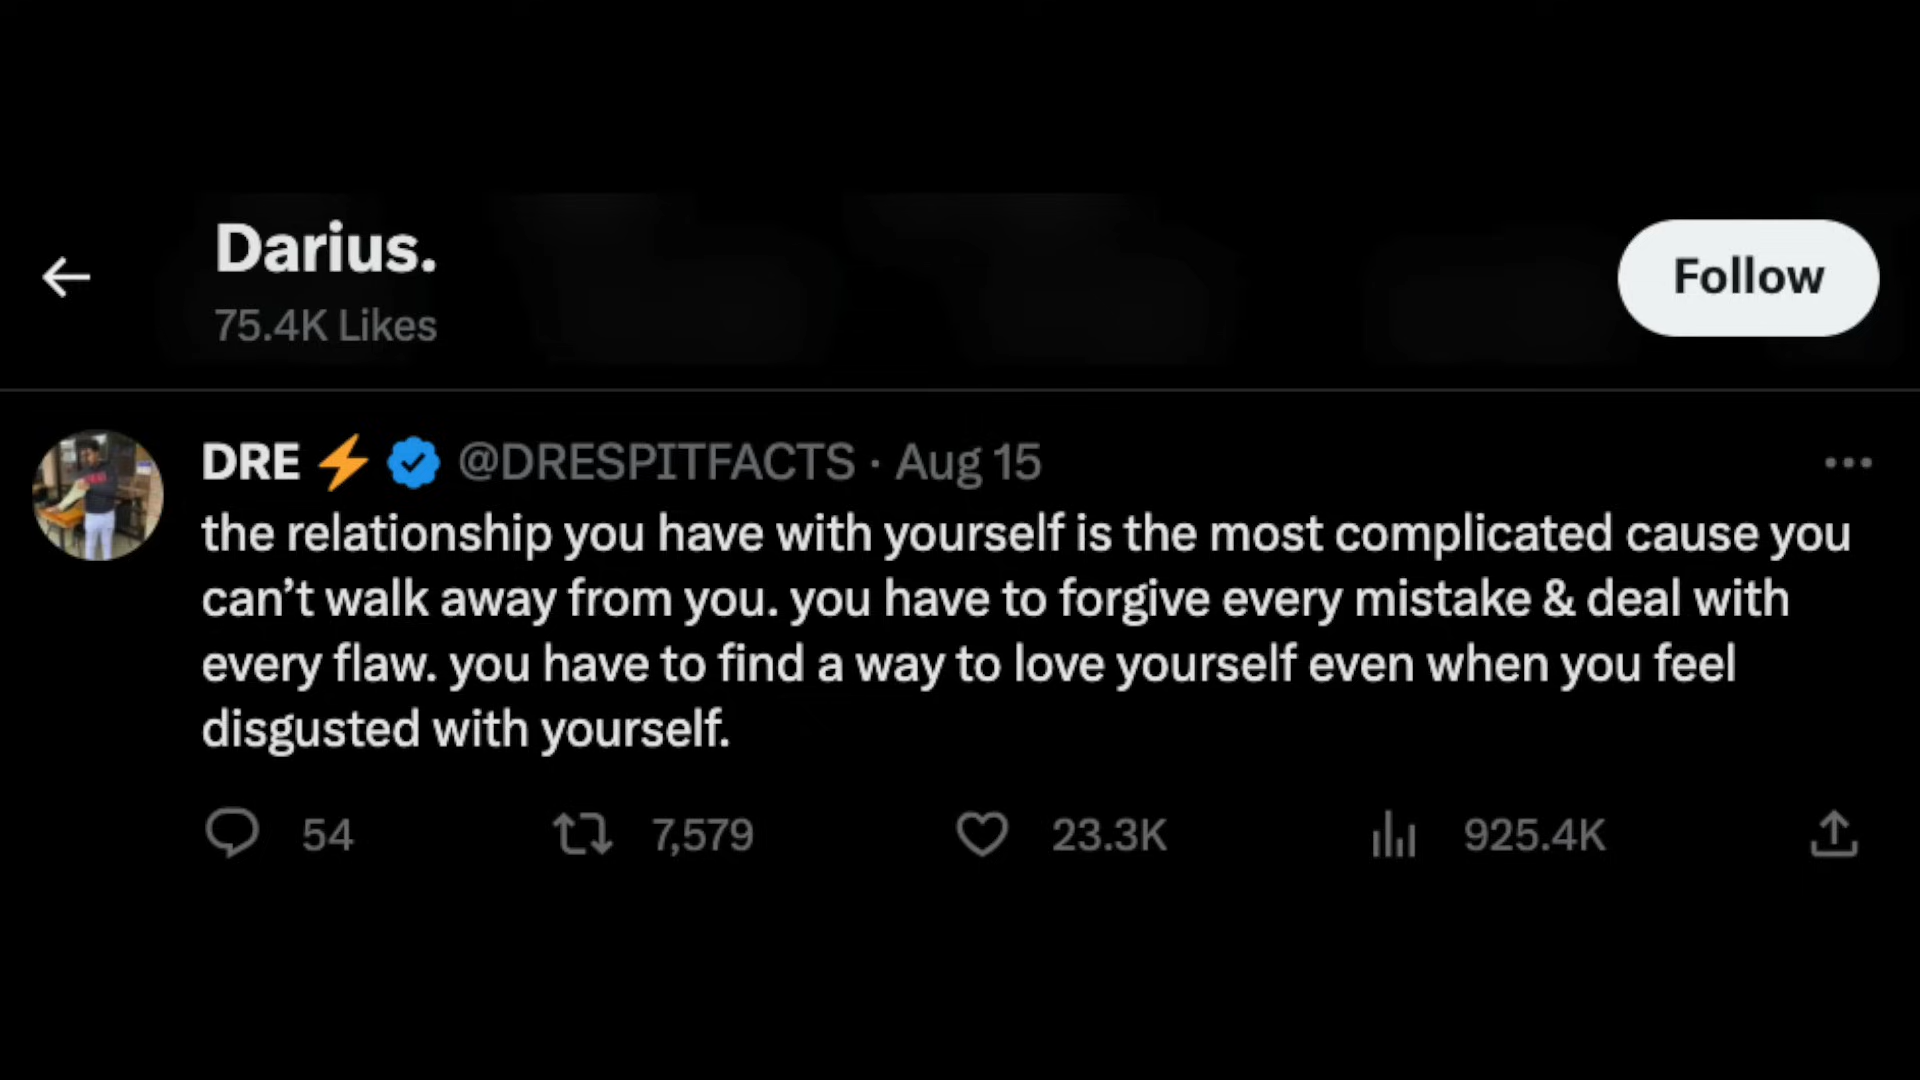 Darius.
75.4K Likes
Follow
DRE ⚡ @DRESPITFACTS · Aug 15
the relationship you have with yourself is the most complicated cause you
can’t walk away from you. you have to forgive every mistake & deal with
every flaw. you have to find a way to love yourself even when you feel
disgusted with yourself.
54 7,579 23.3K 925.4K